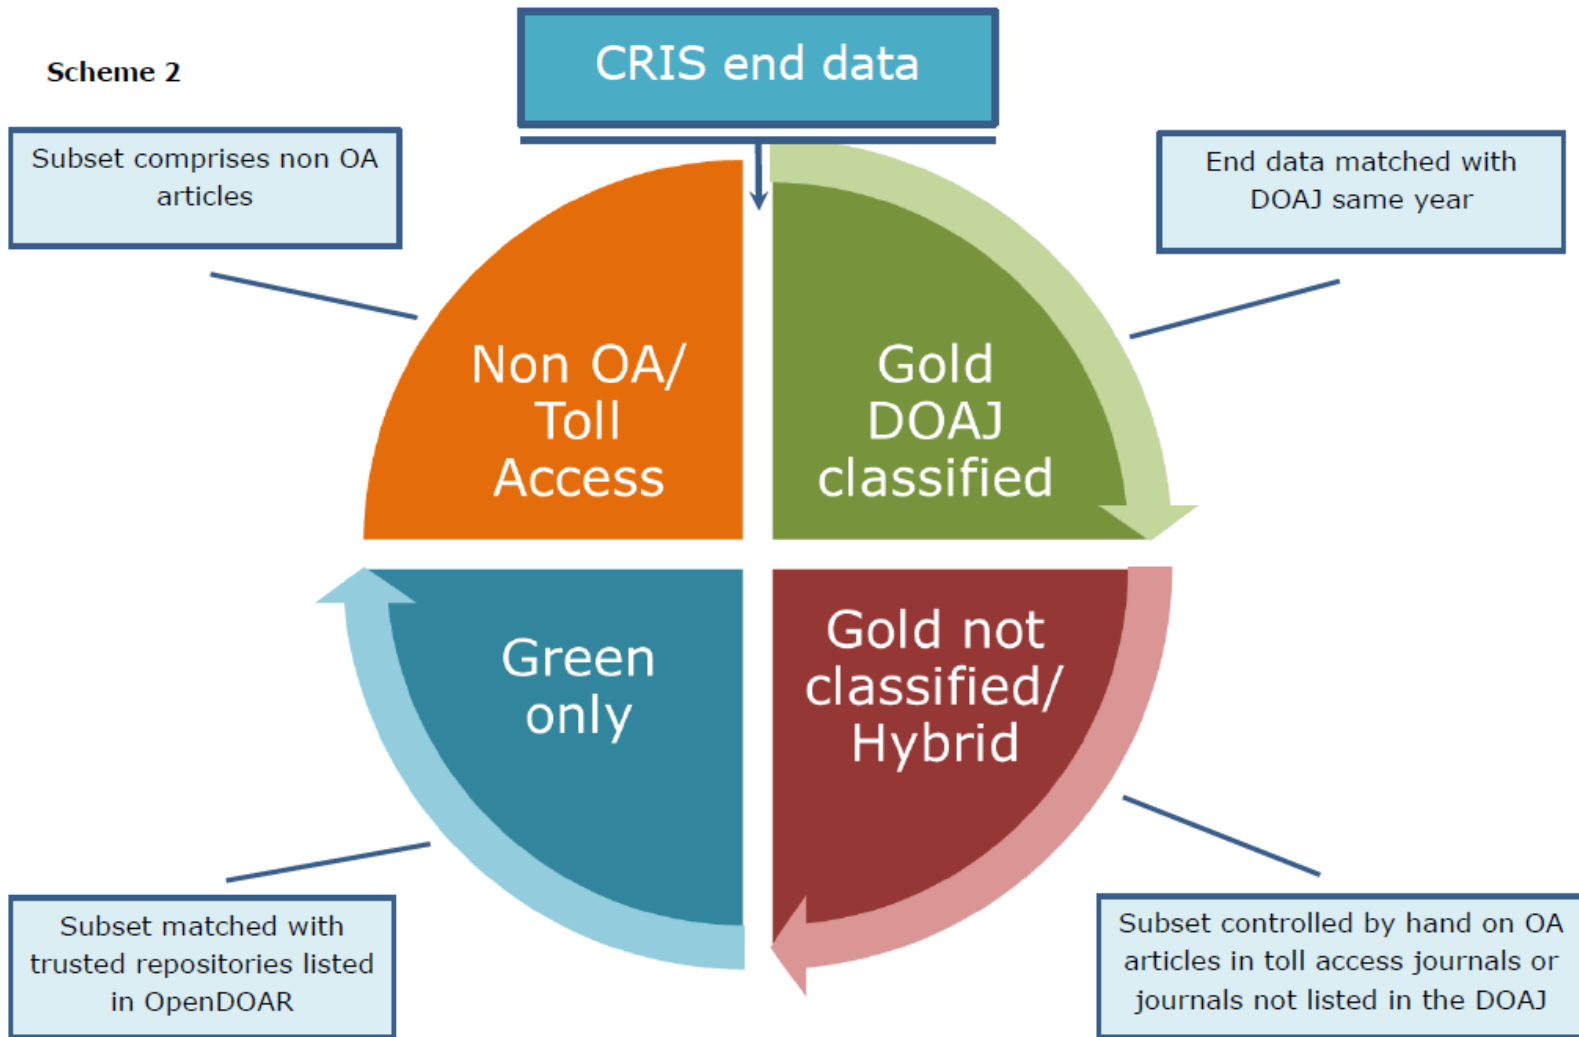 Scheme 2
CRIS end data
Subset comprises non OA
articles
End data matched with
DOAJ same year
Non OA/
Toll
Access
Gold
DOAJ
classified
Green
only
Gold not
classified/
Hybrid
Subset matched with
trusted repositories listed
in OpenDOAR
Subset controlled by hand on OA
articles in toll access journals or
journals not listed in the DOAJ